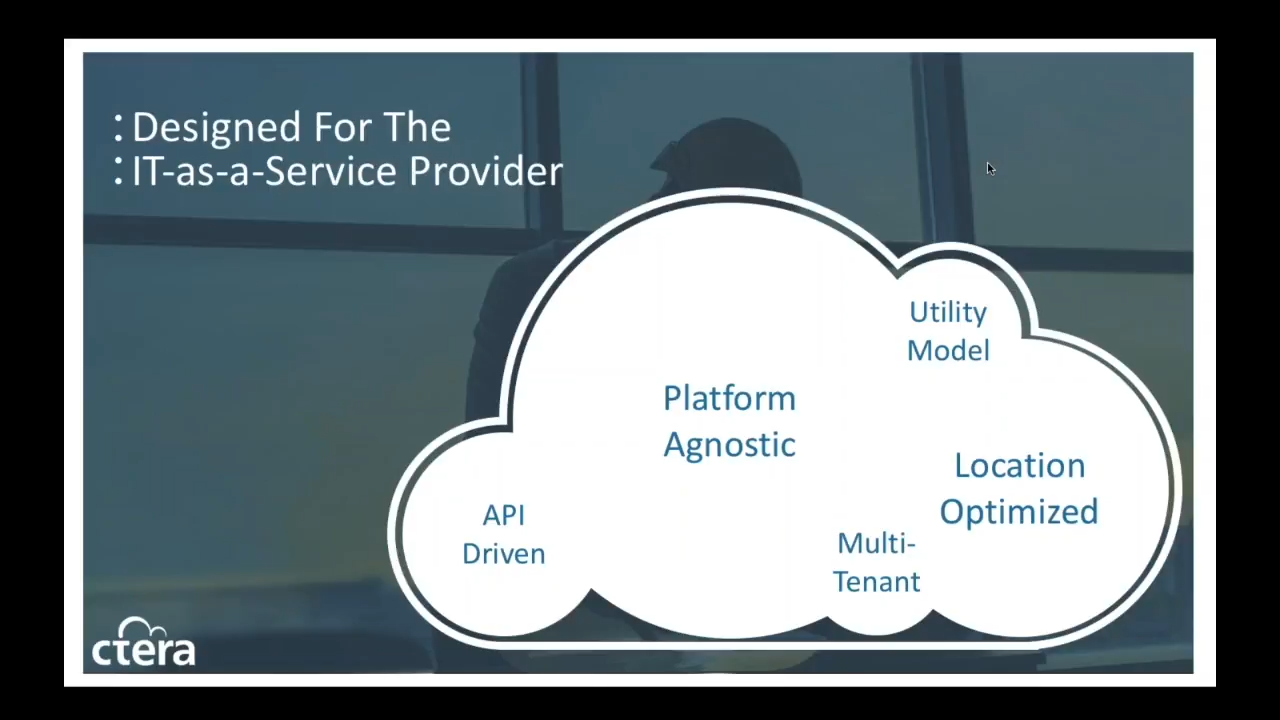 : Designed For The
: IT-as-a-Service Provider
Utility
Model
Platform
Agnostic
Location
Optimized
API
Driven
Multi-
Tenant
ctera